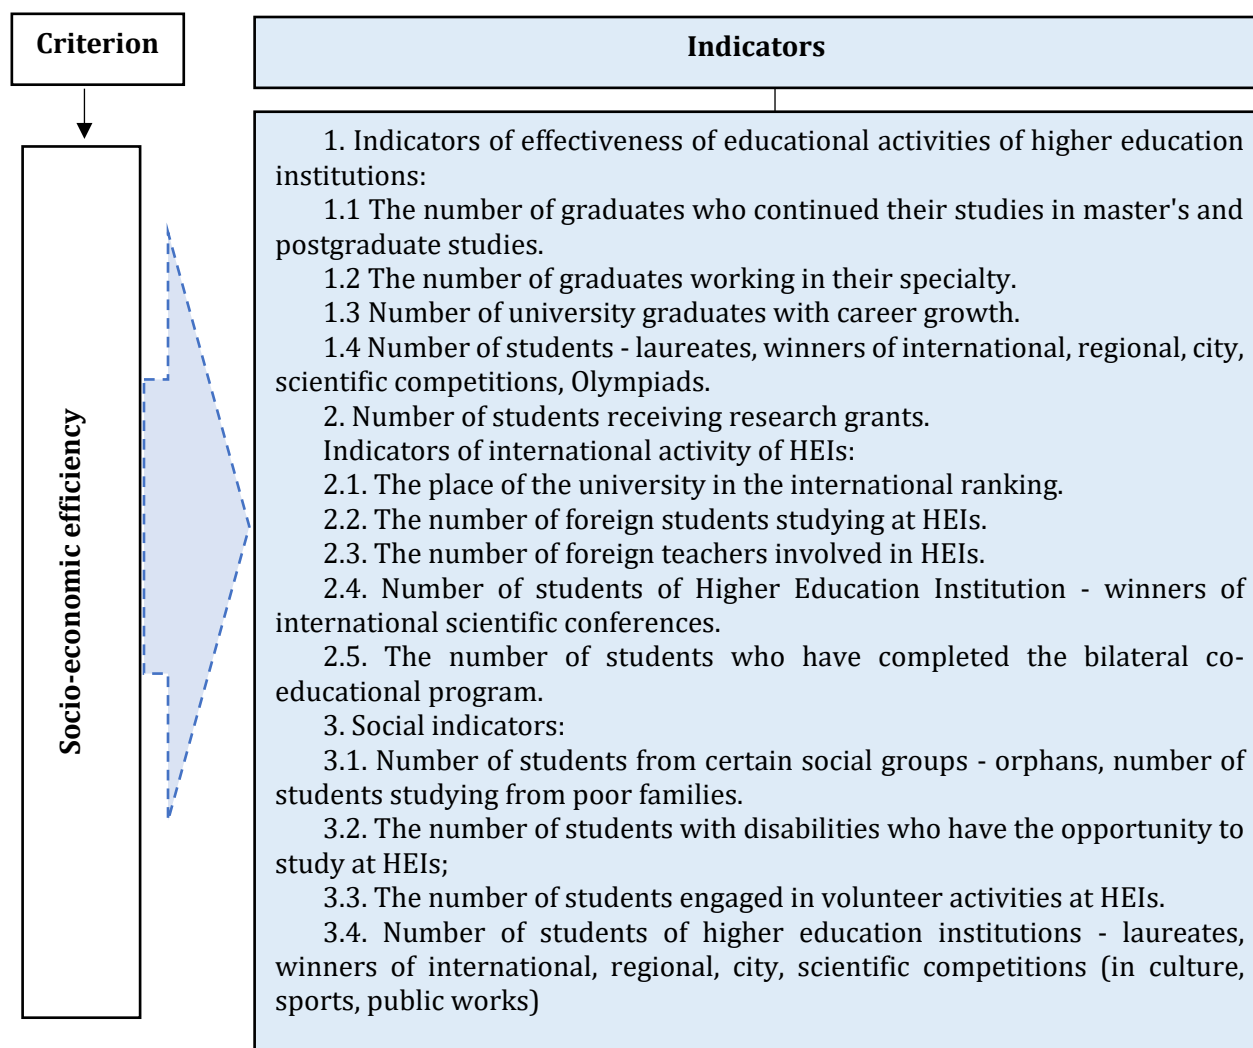 Criterion
Indicators
Socio-economic efficiency
1. Indicators of effectiveness of educational activities of higher education
institutions:
1.1 The number of graduates who continued their studies in master's and
postgraduate studies.
1.2 The number of graduates working in their specialty.
1.3 Number of university graduates with career growth.
1.4 Number of students - laureates, winners of international, regional, city,
scientific competitions, Olympiads.
2. Number of students receiving research grants.
Indicators of international activity of HEIs:
2.1. The place of the university in the international ranking.
2.2. The number of foreign students studying at HEIs.
2.3. The number of foreign teachers involved in HEIs.
2.4. Number of students of Higher Education Institution - winners of
international scientific conferences.
2.5. The number of students who have completed the bilateral co-
educational program.
3. Social indicators:
3.1. Number of students from certain social groups - orphans, number of
students studying from poor families.
3.2. The number of students with disabilities who have the opportunity to
study at HEIs;
3.3. The number of students engaged in volunteer activities at HEIs.
3.4. Number of students of higher education institutions - laureates,
winners of international, regional, city, scientific competitions (in culture,
sports, public works)